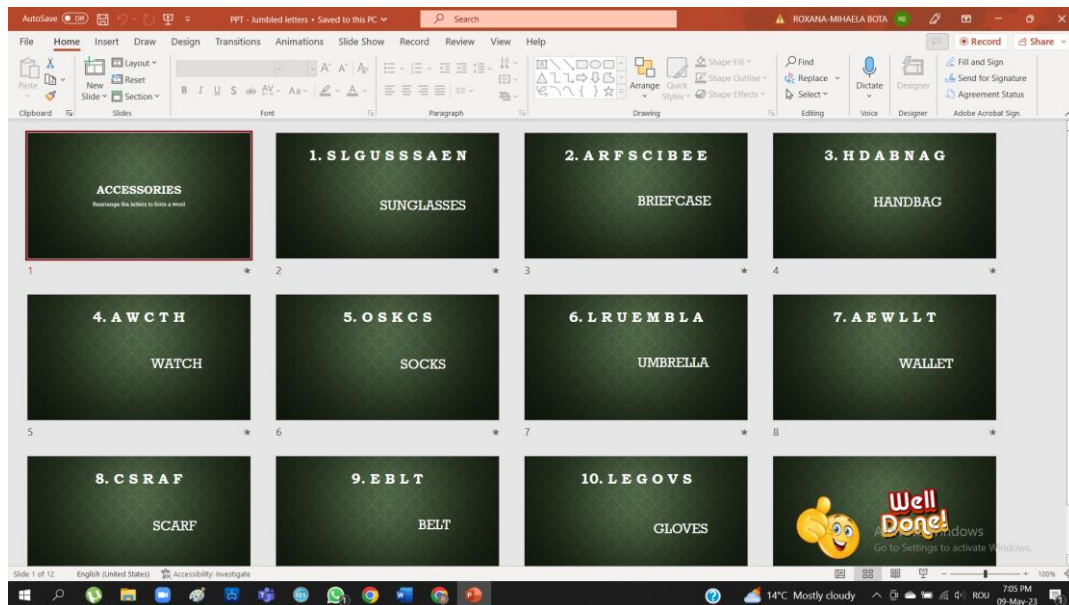 AutoSave Off PPT - Jumbled letters • Saved to this PC Search ROXANA-MIHAELA BOTA RB
File Home Insert Draw Design Transitions Animations Slide Show Record Review View Help Record Share
Paste New Slide Layout Reset Section
B I U S ab AV Aa A A A
Arrange Quick Styles Shape Fill Shape Outline Shape Effects
Find Replace Select Dictate Designer
Fill and Sign Send for Signature Agreement Status
Clipboard Slides Font Paragraph Drawing Editing Voice Designer Adobe Acrobat Sign
ACCESSORIES
Rearrange the letters to form a word
1
1. S L G U S S S A E N
SUNGLASSES
2
2. A R F S C I B E E
BRIEFCASE
3
3. H D A B N A G
HANDBAG
4
4. A W C T H
WATCH
5
5. O S K C S
SOCKS
6
6. L R U E M B L A
UMBRELLA
7
7. A E W L L T
WALLET
8
8. C S R A F
SCARF
9. E B L T
BELT
10. L E G O V S
GLOVES
Well
Done!
Go to Settings to activate Windows.
Slide 1 of 12 English (United States) Accessibility: Investigate 100%
14°C Mostly cloudy ROU 7:05 PM
09-May-23